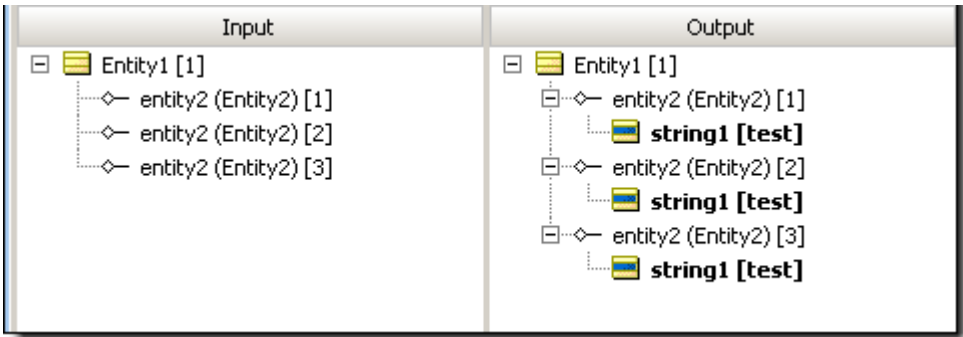 Input
Entity1 [1]
entity2 (Entity2) [1]
entity2 (Entity2) [2]
entity2 (Entity2) [3]
Output
Entity1 [1]
entity2 (Entity2) [1]
string1 [test]
entity2 (Entity2) [2]
string1 [test]
entity2 (Entity2) [3]
string1 [test]